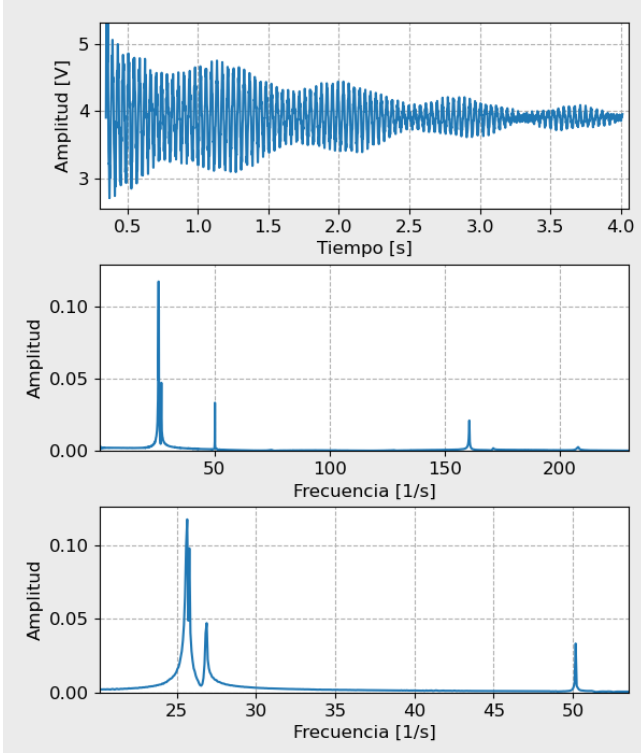 5
4
3
Amplitud [V]
0.5 1.0 1.5 2.0 2.5 3.0 3.5 4.0
Tiempo [s]
0.10
0.05
0.00
Amplitud
50 100 150 200
Frecuencia [1/s]
0.10
0.05
0.00
Amplitud
25 30 35 40 45 50
Frecuencia [1/s]